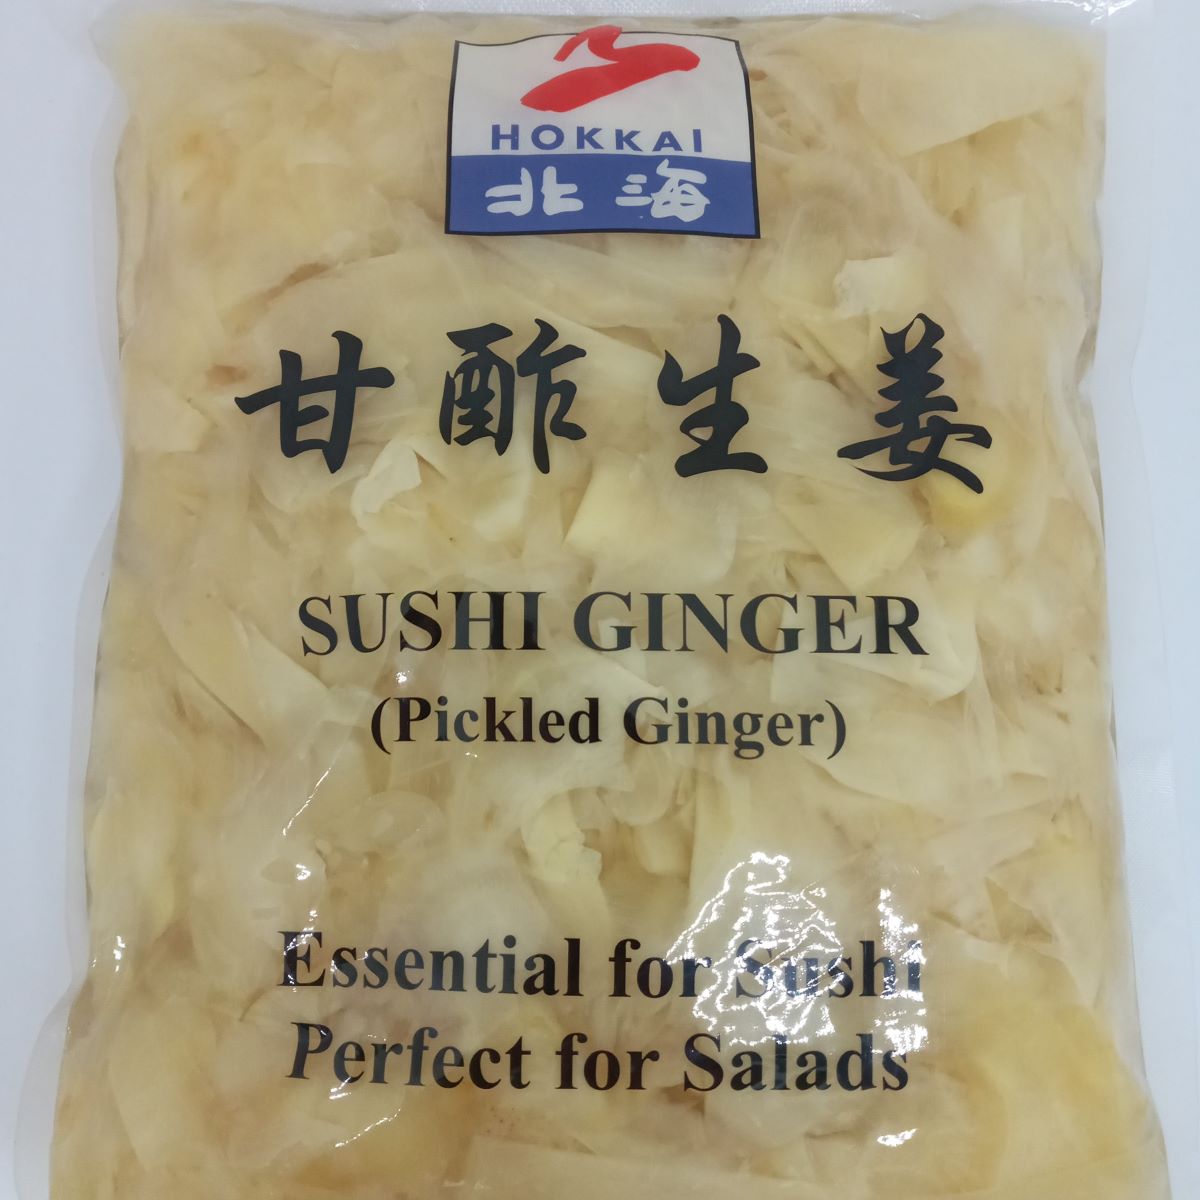 HOKKAI
北海
甘酢生姜
SUSHI GINGER
(Pickled Ginger)
Essential for Sushi
Perfect for Salads